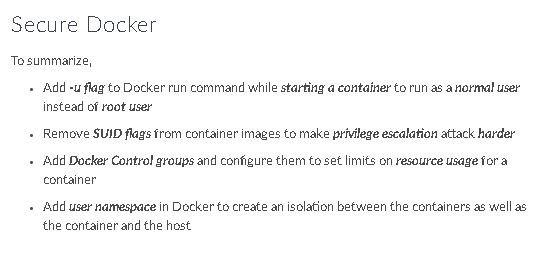 Secure Docker
To summarize,
• Add -u flag to Docker run command while starting a container to run as a normal user
instead of root user
• Remove SUID flags from container images to make privilege escalation attack harder
• Add Docker Control groups and configure them to set limits on resource usage for a
container
• Add user namespace in Docker to create an isolation between the containers as well as
the container and the host